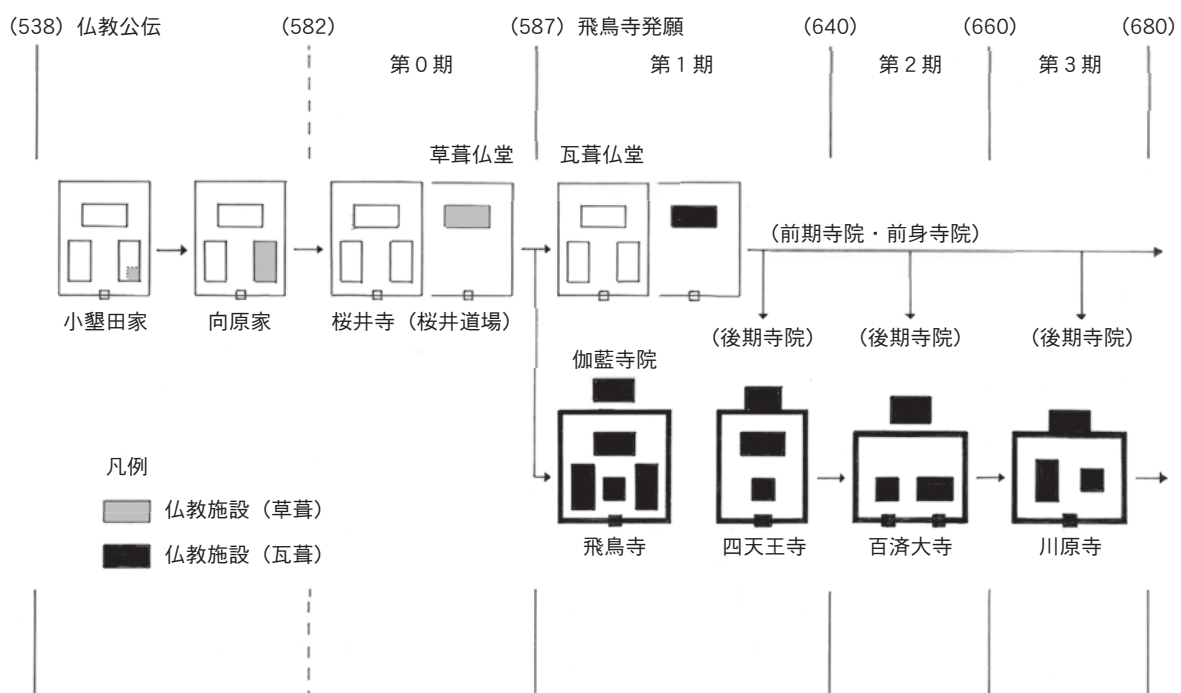 (538) 仏教公伝
(582)
(587) 飛鳥寺発願
(640)
(660)
(680)
第0期
第1期
第2期
第3期
草葺仏堂
瓦葺仏堂
(前期寺院・前身寺院)
小墾田家
向原家
桜井寺(桜井道場)
(後期寺院)
(後期寺院)
(後期寺院)
伽藍寺院
飛鳥寺
四天王寺
百済大寺
川原寺
凡例
仏教施設(草葺)
仏教施設(瓦葺)